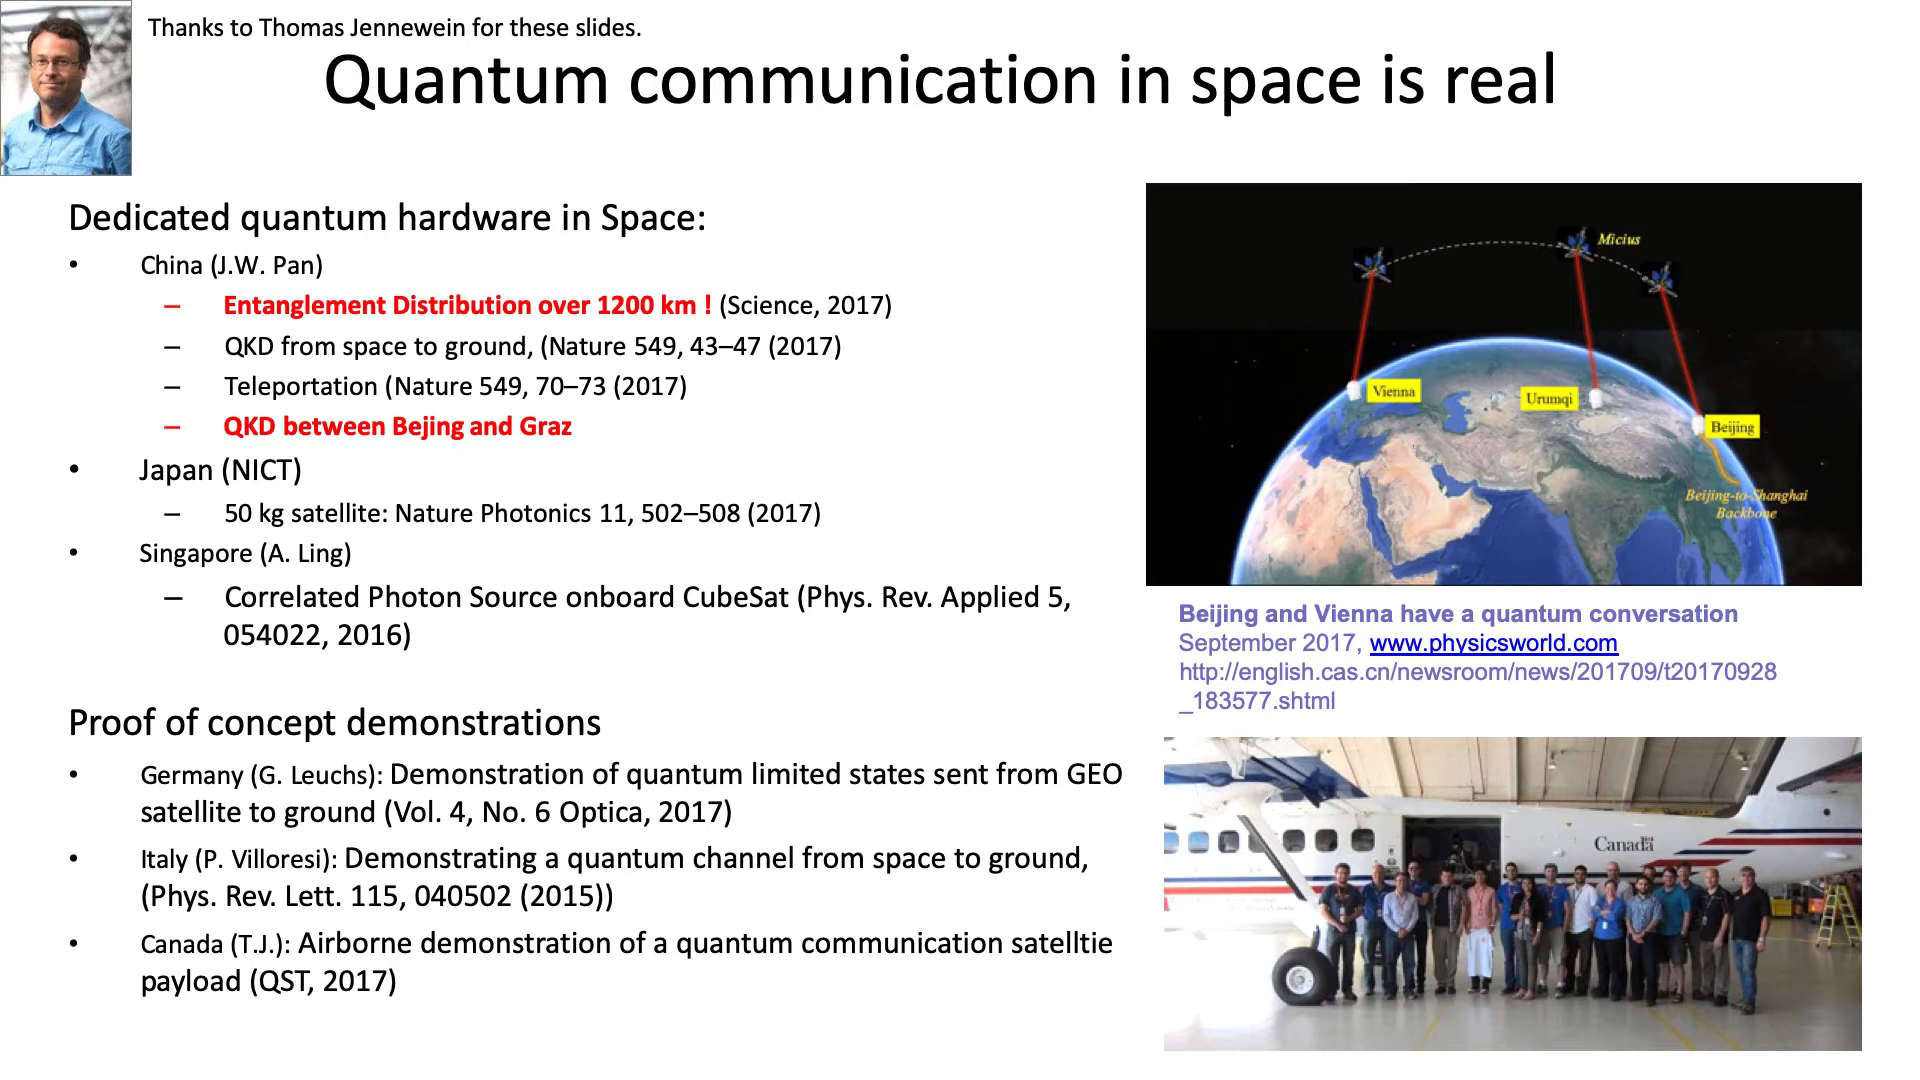 Thanks to Thomas Jennewein for these slides.
Quantum communication in space is real
Dedicated quantum hardware in Space:
• China (J.W. Pan)
– Entanglement Distribution over 1200 km ! (Science, 2017)
– QKD from space to ground, (Nature 549, 43–47 (2017)
– Teleportation (Nature 549, 70–73 (2017)
– QKD between Bejing and Graz
• Japan (NICT)
– 50 kg satellite: Nature Photonics 11, 502–508 (2017)
• Singapore (A. Ling)
– Correlated Photon Source onboard CubeSat (Phys. Rev. Applied 5,
054022, 2016)
Proof of concept demonstrations
• Germany (G. Leuchs): Demonstration of quantum limited states sent from GEO
satellite to ground (Vol. 4, No. 6 Optica, 2017)
• Italy (P. Villoresi): Demonstrating a quantum channel from space to ground,
(Phys. Rev. Lett. 115, 040502 (2015))
• Canada (T.J.): Airborne demonstration of a quantum communication satelltie
payload (QST, 2017)
Micius
Vienna
Urumqi
Beijing
Beijing-to-Shanghai
Backbone
Beijing and Vienna have a quantum conversation
September 2017, www.physicsworld.com
http://english.cas.cn/newsroom/news/201709/t20170928
_183577.shtml
Canada